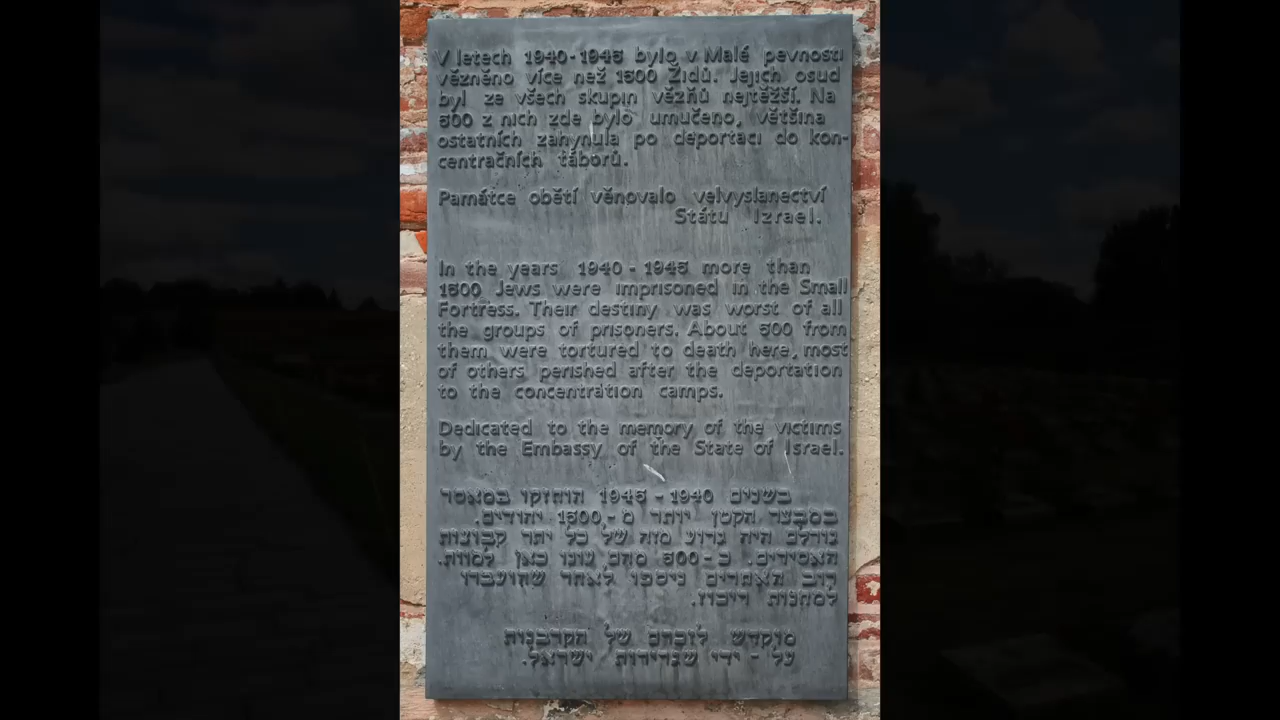 V letech 1940-1945 bylo v Malé pevnosti
vězněno více než 1500 Židů. Jejich osud
byl ze všech skupin vězňů nejtěžší. Na
500 z nich zde bylo umučeno, většina
ostatních zahynula po deportaci do kon-
centračních táborů.
Památce obětí věnovalo velvyslanectví
Státu Izrael.
In the years 1940-1945 more than
1500 Jews were imprisoned in the Small
Fortress. Their destiny was worst of all
the groups of prisoners. About 500 from
them were tortured to death here, most
of others perished after the deportation
to the concentration camps.
Dedicated to the memory of the victims
by the Embassy of the State of Israel.
בשנים 1940 - 1945 הוחזקו במאסר
במבצר הקטן יותר מ -1500 יהודים.
גורלם היה גרוע מזה של כל יתר קבוצות
האסירים. כ - 500 מהם עונו כאן למוות.
רוב האחרים ניספו לאחר שהועברו
למחנות ריכוז.
מוקדש לזכרם של הקרבנות
על - ידי שגרירות ישראל.